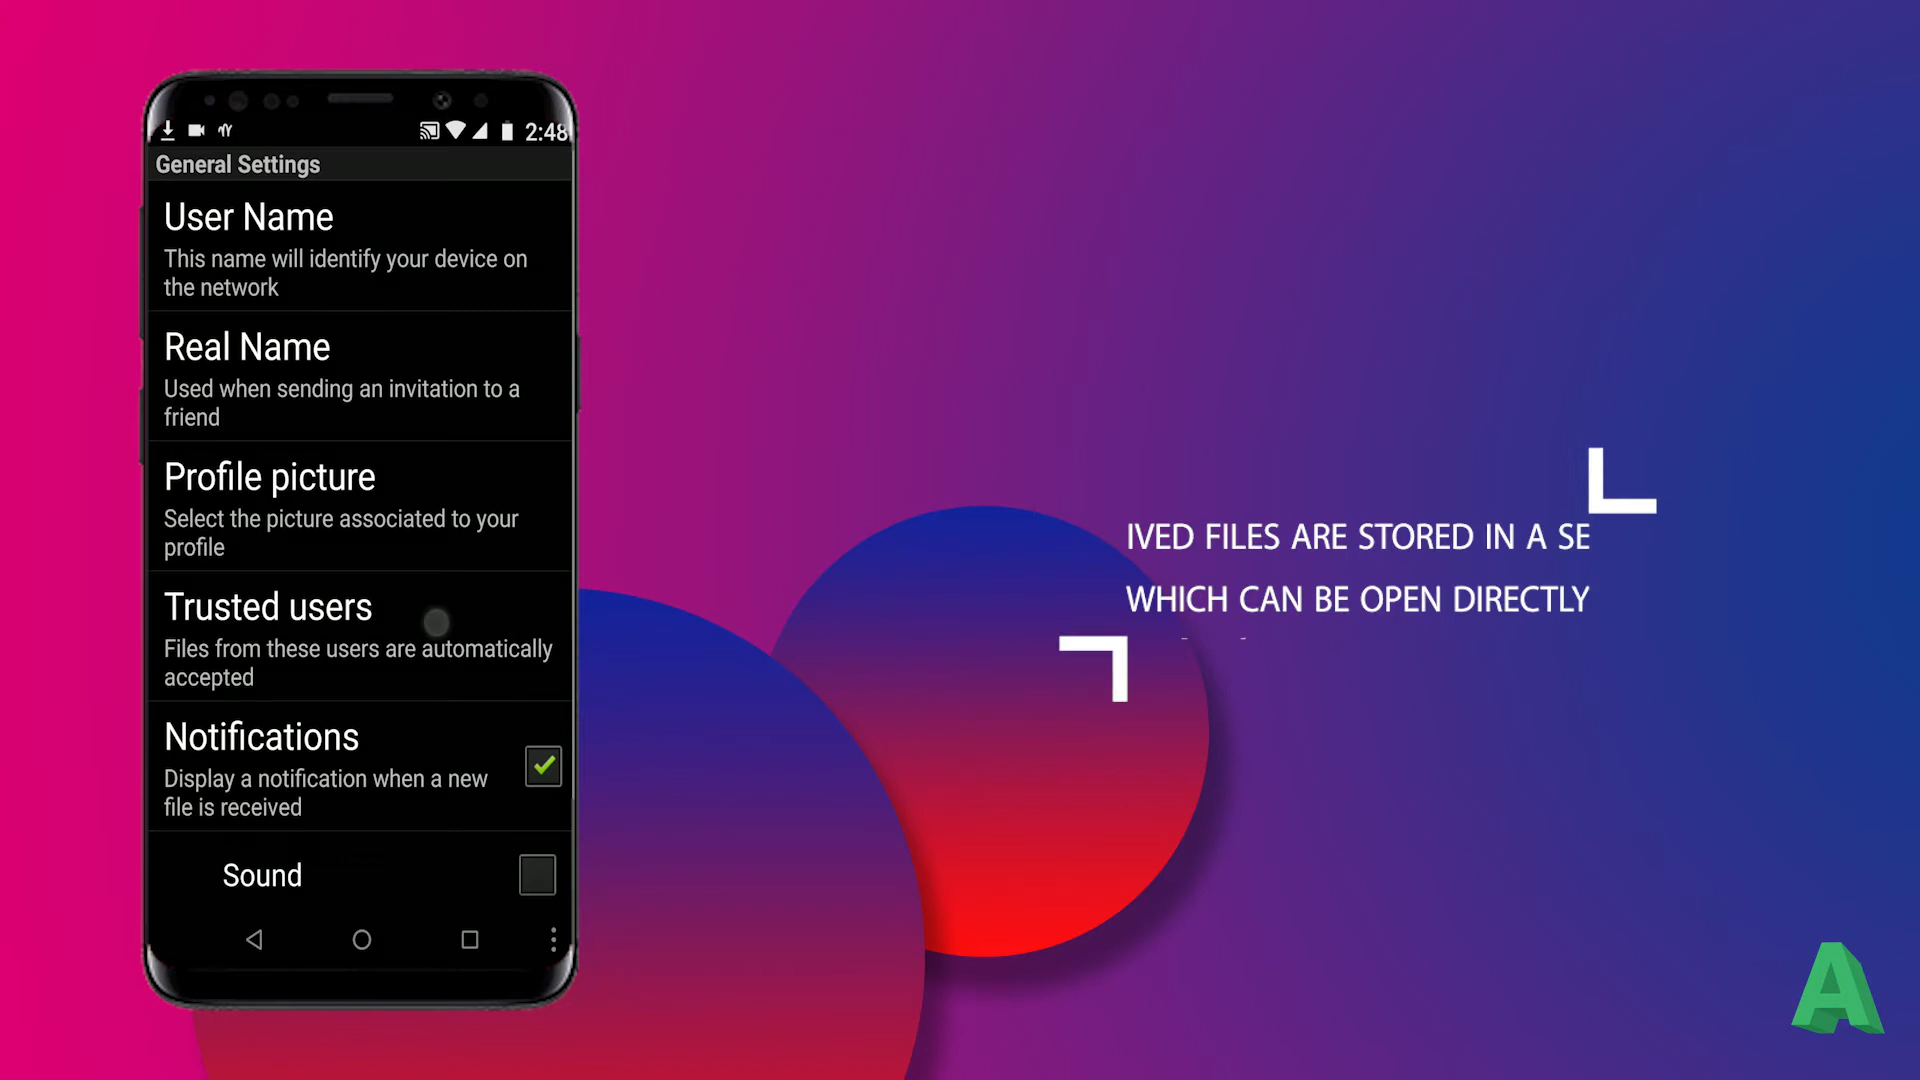 2:48
General Settings
User Name
This name will identify your device on
the network
Real Name
Used when sending an invitation to a
friend
Profile picture
Select the picture associated to your
profile
Trusted users
Files from these users are automatically
accepted
Notifications
Display a notification when a new
file is received
Sound
IVED FILES ARE STORED IN A SE
WHICH CAN BE OPEN DIRECTLY
A